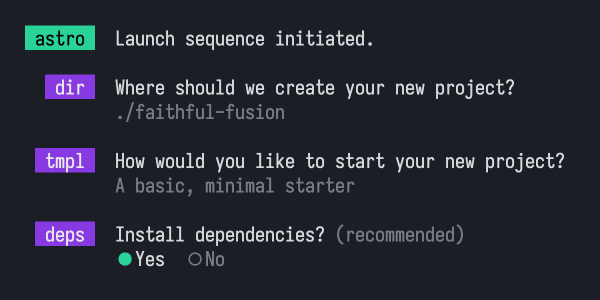 astro Launch sequence initiated.
dir Where should we create your new project?
./faithful-fusion
tmpl How would you like to start your new project?
A basic, minimal starter
deps Install dependencies? (recommended)
Yes No